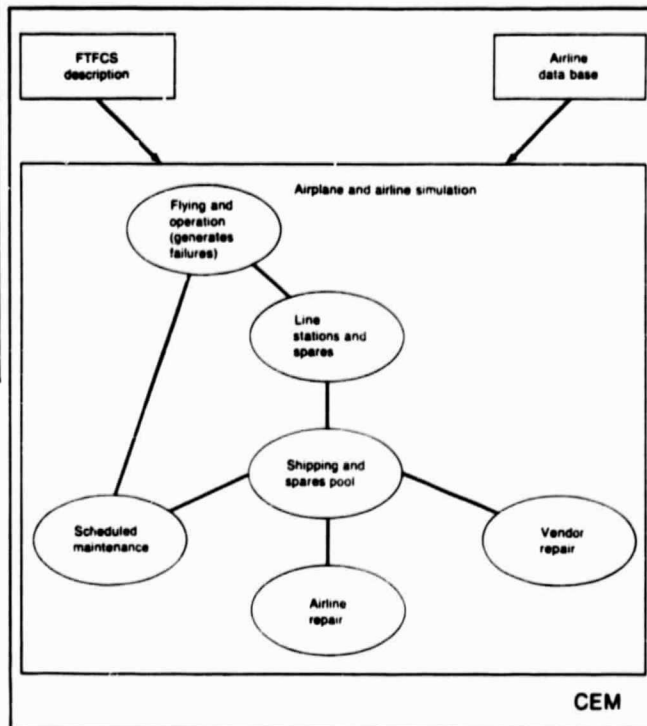 FTFCS
description
Airline
data base
Airplane and airline simulation
Flying and
operation
(generates
failures)
Line
stations and
spares
Shipping and
spares pool
Scheduled
maintenance
Vendor
repair
Airline
repair
CEM